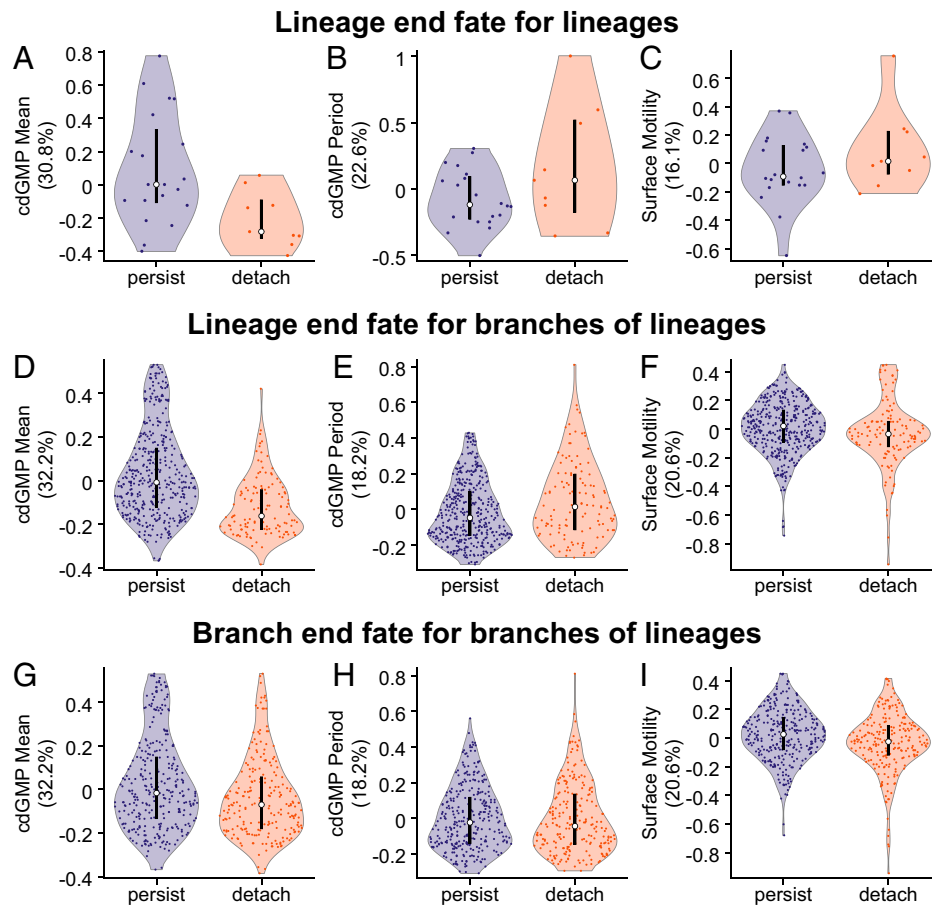 Lineage end fate for lineages
A
cdGMP Mean
(30.8%)
0.8
0.6
0.4
0.2
0
-0.2
-0.4
persist
detach
B
cdGMP Period
(22.6%)
1
0.5
0
-0.5
persist
detach
C
Surface Motility
(16.1%)
0.6
0.4
0.2
0
-0.2
-0.4
-0.6
persist
detach
Lineage end fate for branches of lineages
D
cdGMP Mean
(32.2%)
0.4
0.2
0
-0.2
-0.4
persist
detach
E
cdGMP Period
(18.2%)
0.8
0.6
0.4
0.2
0
-0.2
persist
detach
F
Surface Motility
(20.6%)
0.4
0.2
0
-0.2
-0.4
-0.6
-0.8
persist
detach
Branch end fate for branches of lineages
G
cdGMP Mean
(32.2%)
0.4
0.2
0
-0.2
-0.4
persist
detach
H
cdGMP Period
(18.2%)
0.8
0.6
0.4
0.2
0
-0.2
persist
detach
I
Surface Motility
(20.6%)
0.4
0.2
0
-0.2
-0.4
-0.6
-0.8
persist
detach